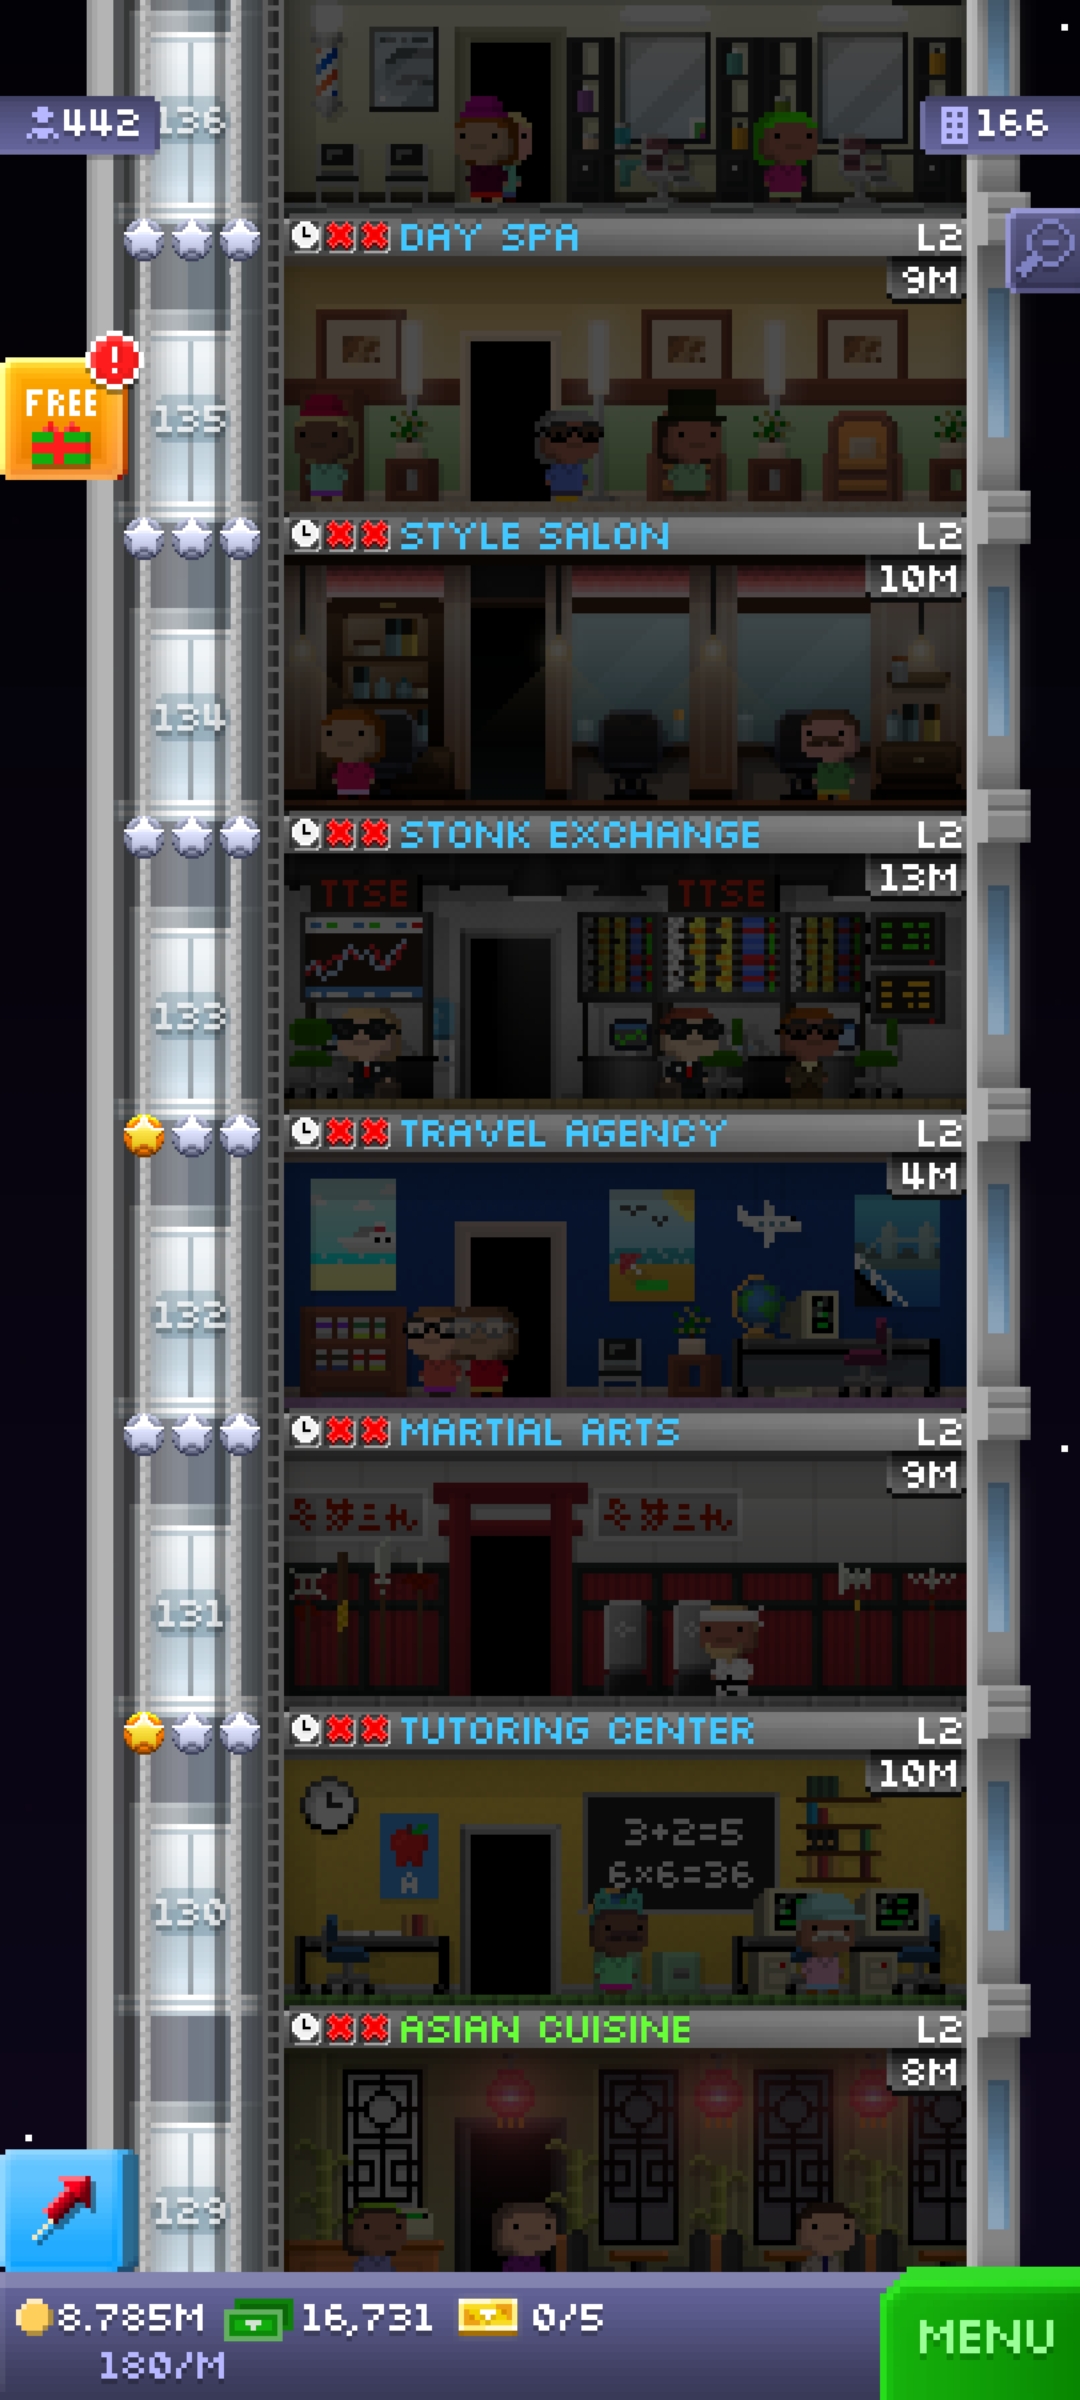 442
136
166
DAY SPA L2
9M
FREE
!
135
STYLE SALON L2
10M
134
STONK EXCHANGE L2
13M
TTSE TTSE
133
TRAVEL AGENCY L2
4M
132
MARTIAL ARTS L2
9M
131
TUTORING CENTER L2
10M
3+2=5
6×6=36
A
130
ASIAN CUISINE L2
8M
129
8.785M 16,731 0/5
180/M
MENU